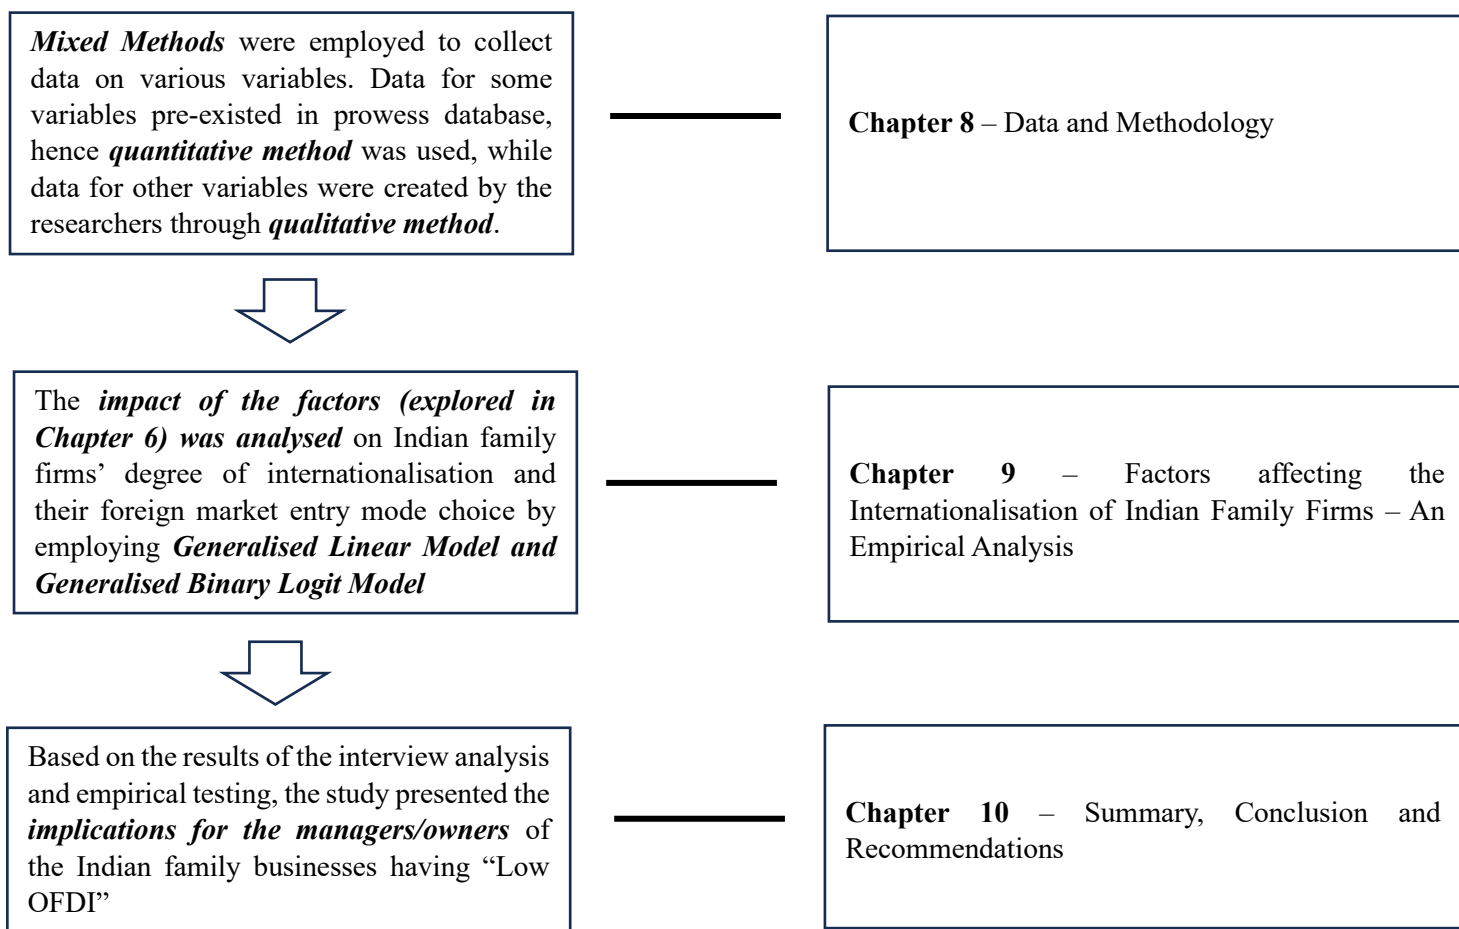 Mixed Methods were employed to collect
data on various variables. Data for some
variables pre-existed in prowess database,
hence quantitative method was used, while
data for other variables were created by the
researchers through qualitative method.
Chapter 8 – Data and Methodology
The impact of the factors (explored in
Chapter 6) was analysed on Indian family
firms’ degree of internationalisation and
their foreign market entry mode choice by
employing Generalised Linear Model and
Generalised Binary Logit Model
Chapter 9 – Factors affecting the
Internationalisation of Indian Family Firms – An
Empirical Analysis
Based on the results of the interview analysis
and empirical testing, the study presented the
implications for the managers/owners of
the Indian family businesses having “Low
OFDI”
Chapter 10 – Summary, Conclusion and
Recommendations